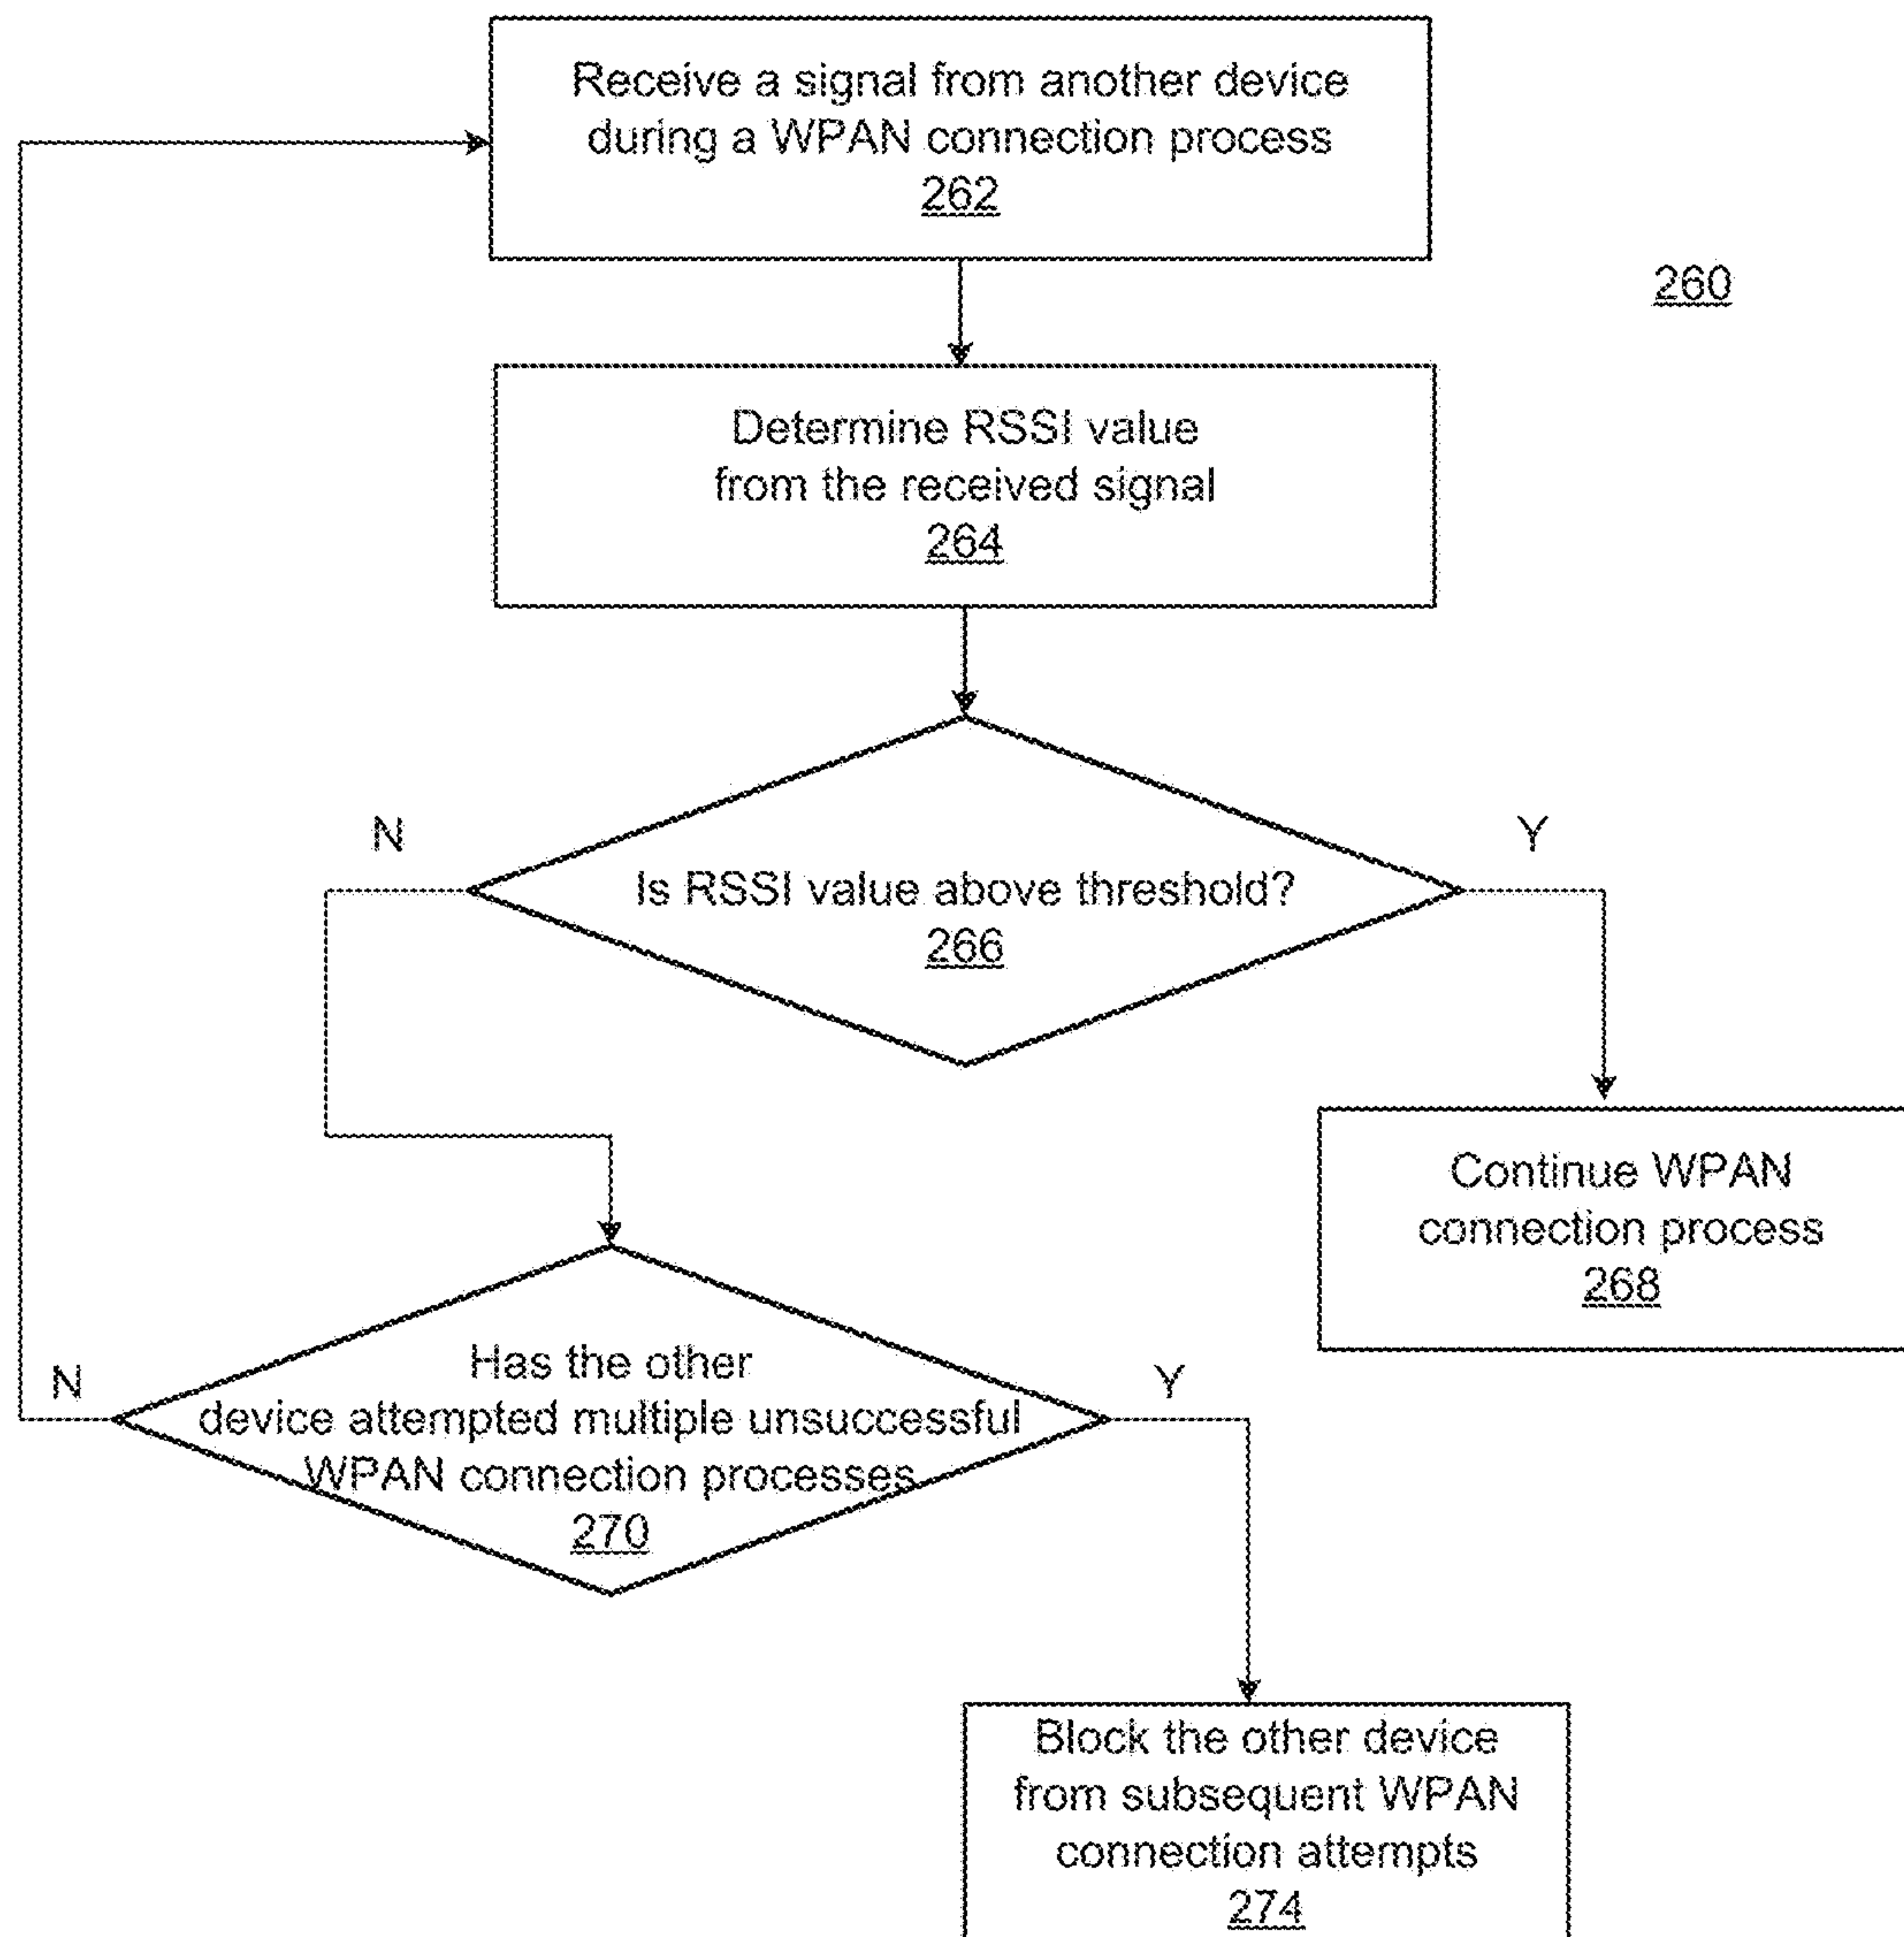 Receive a signal from another device
during a WPAN connection process
262
260
Determine RSSI value
from the received signal
264
N
Y
Is RSSI value above threshold?
266
Continue WPAN
connection process
268
N
Y
Has the other
device attempted multiple unsuccessful
WPAN connection processes
270
Block the other device
from subsequent WPAN
connection attempts
274